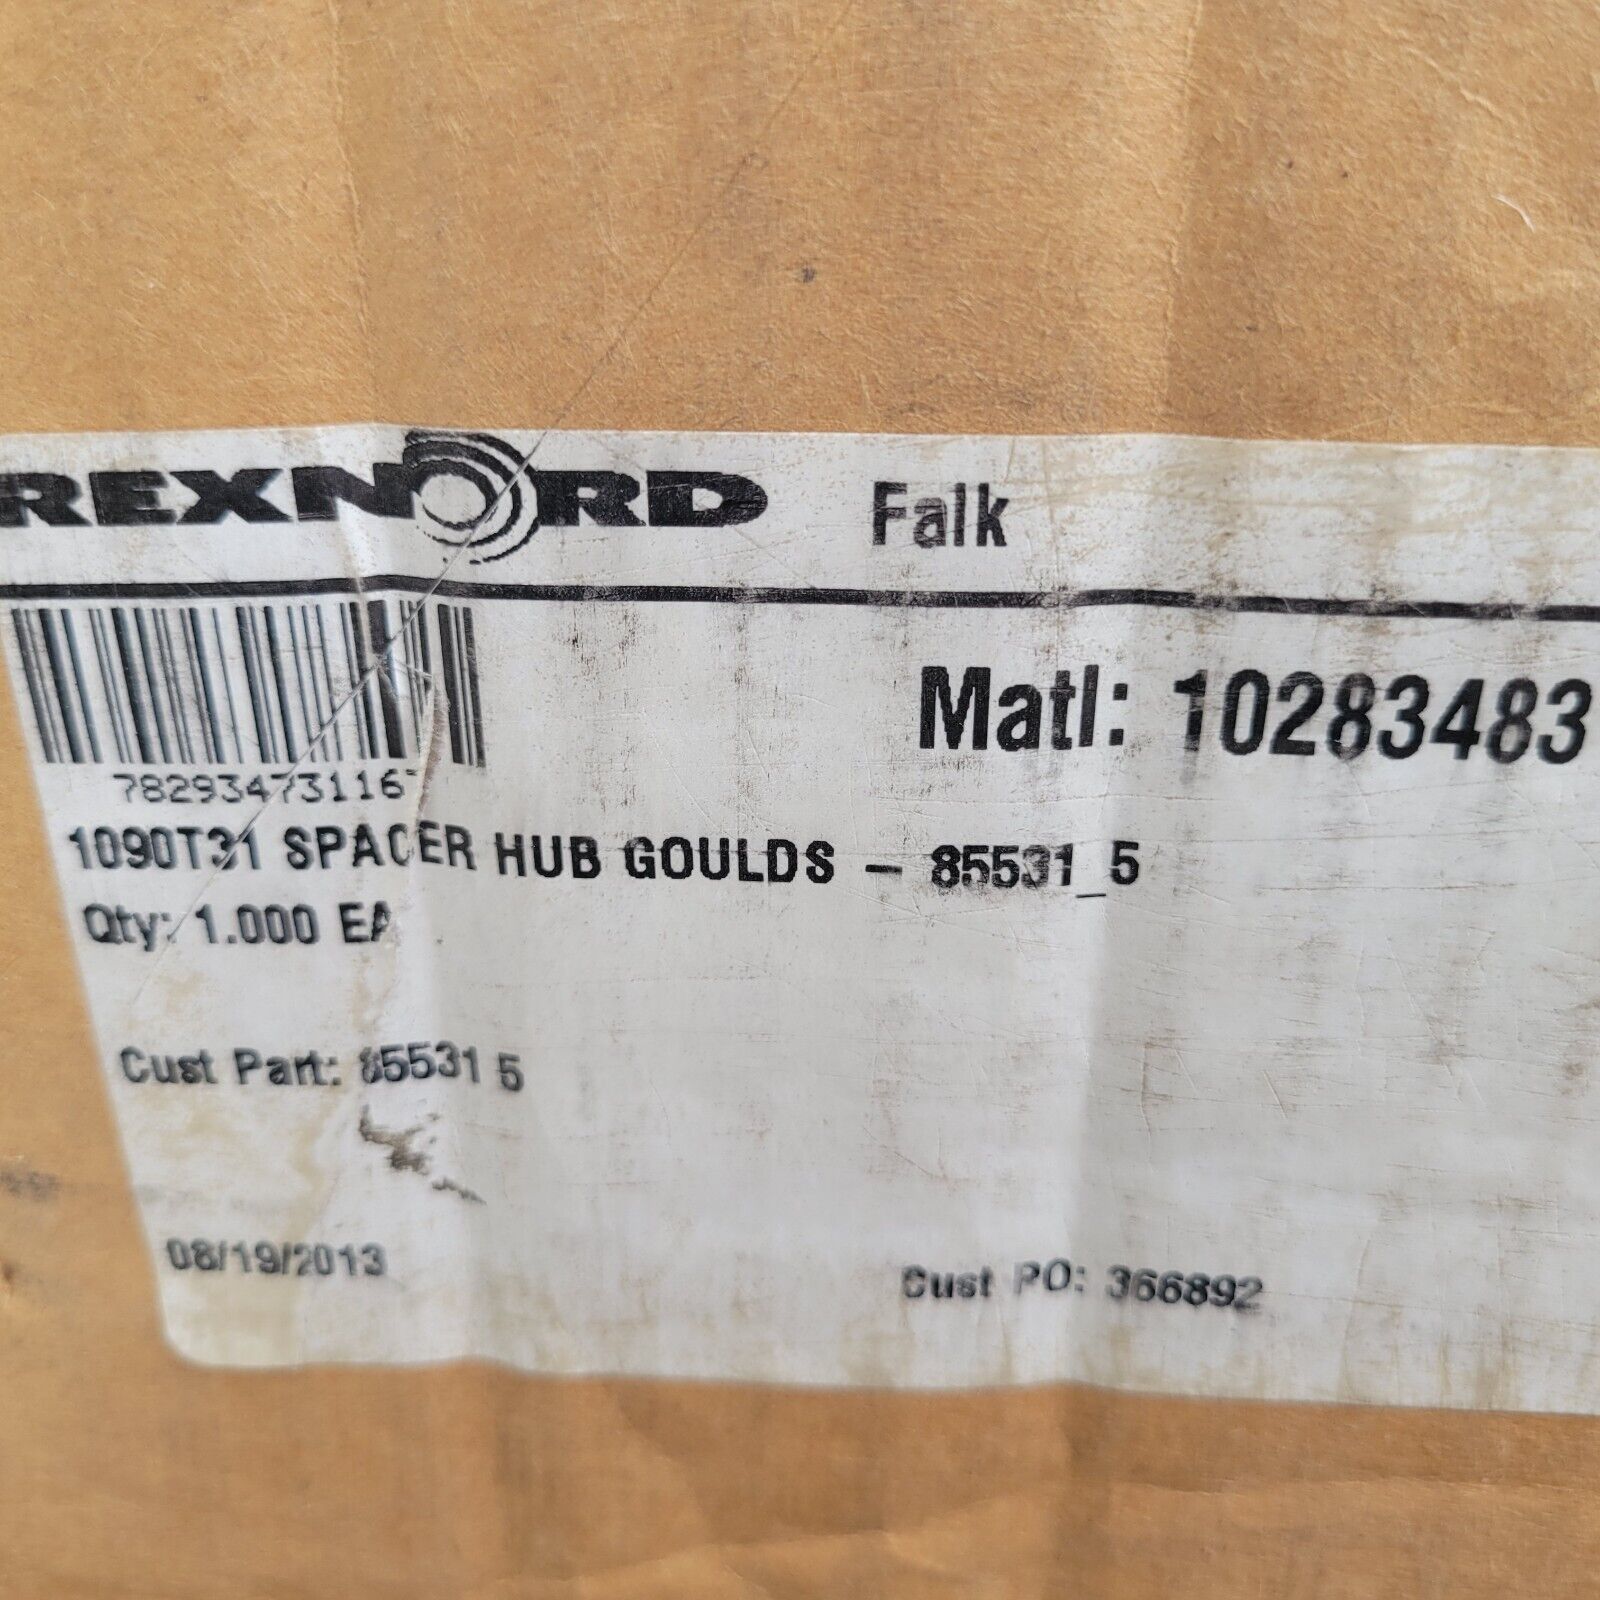 REXNORD Falk
Matl: 10283483
78293473116
1090T31 SPACER HUB GOULDS - 85531_5
Qty: 1.000 EA
Cust Part: 85531 5
08/19/2013
Cust PO: 366892